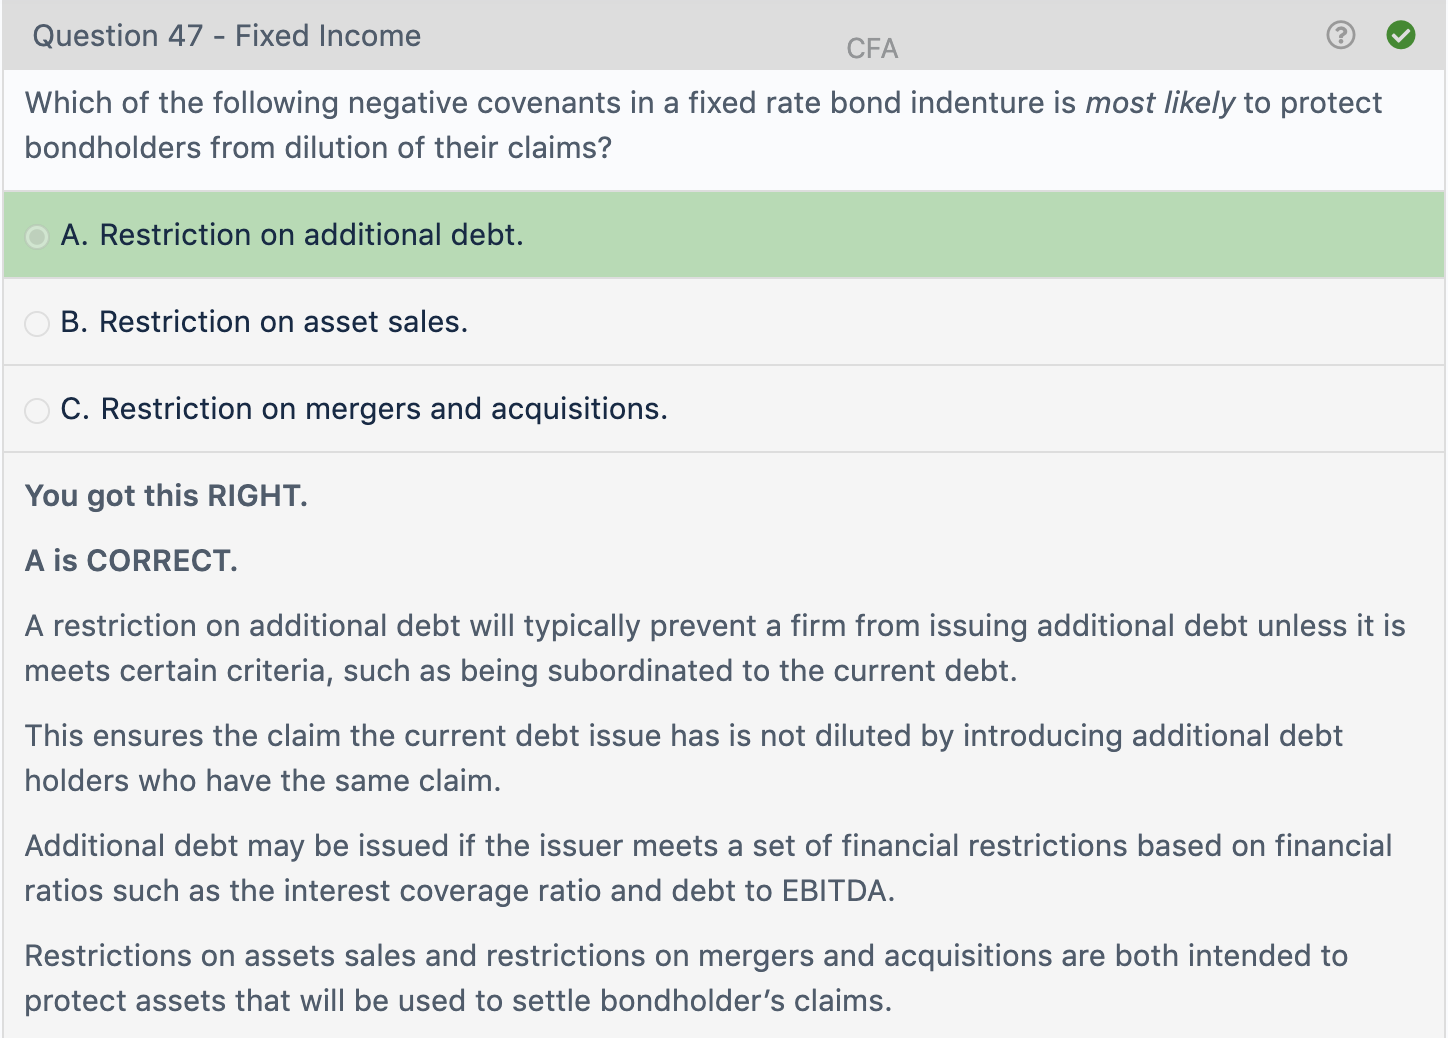 Question 47 - Fixed Income
CFA
Which of the following negative covenants in a fixed rate bond indenture is most likely to protect
bondholders from dilution of their claims?
A. Restriction on additional debt.
B. Restriction on asset sales.
C. Restriction on mergers and acquisitions.
You got this RIGHT.
A is CORRECT.
A restriction on additional debt will typically prevent a firm from issuing additional debt unless it is
meets certain criteria, such as being subordinated to the current debt.
This ensures the claim the current debt issue has is not diluted by introducing additional debt
holders who have the same claim.
Additional debt may be issued if the issuer meets a set of financial restrictions based on financial
ratios such as the interest coverage ratio and debt to EBITDA.
Restrictions on assets sales and restrictions on mergers and acquisitions are both intended to
protect assets that will be used to settle bondholder’s claims.